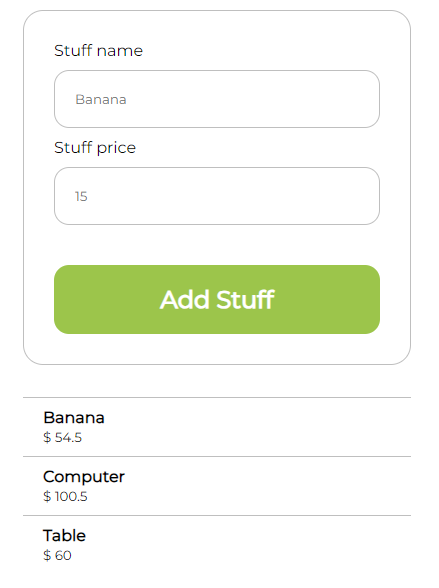 Stuff name
Banana
Stuff price
15
Add Stuff
Banana
$ 54.5
Computer
$ 100.5
Table
$ 60